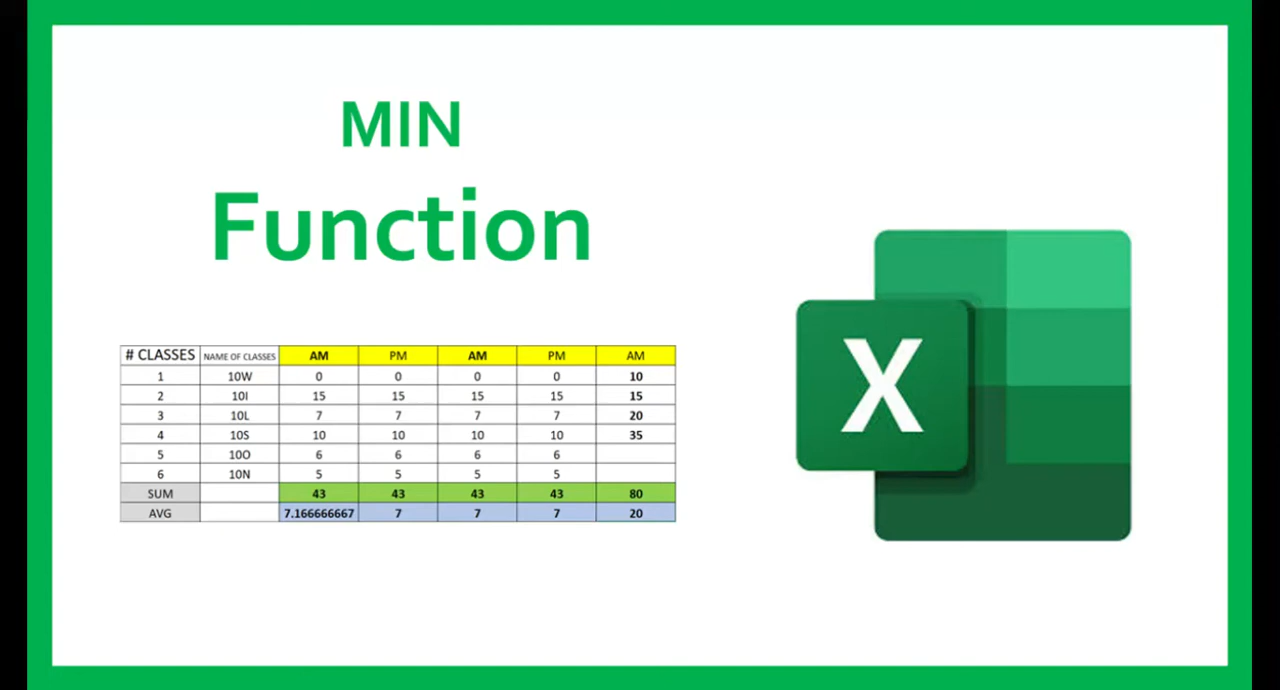 MIN
Function
# CLASSES NAME OF CLASSES AM PM AM PM AM
1 10W 0 0 0 0 10
2 10I 15 15 15 15 15
3 10L 7 7 7 7 20
4 10S 10 10 10 10 35
5 10O 6 6 6 6
6 10N 5 5 5 5
SUM 43 43 43 43 80
AVG 7.166666667 7 7 7 20
X